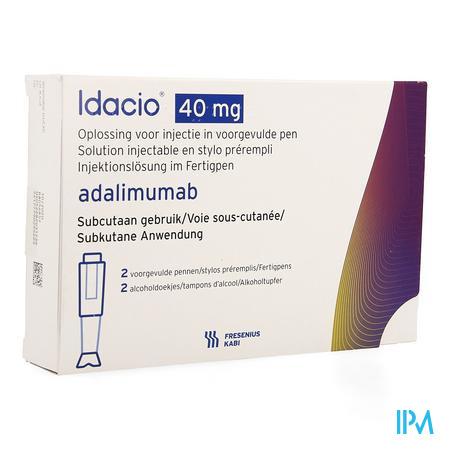 Idacio® 40 mg
Oplossing voor injectie in voorgevulde pen
Solution injectable en stylo prérempli
Injektionslösung im Fertigpen
adalimumab
Subcutaan gebruik/Voie sous-cutanée/
Subkutane Anwendung
2 voorgevulde pennen/stylos préremplis/Fertigpens
2 alcoholdoekjes/tampons d'alcool/Alkoholtupfer
FRESENIUS
KABI
IPM